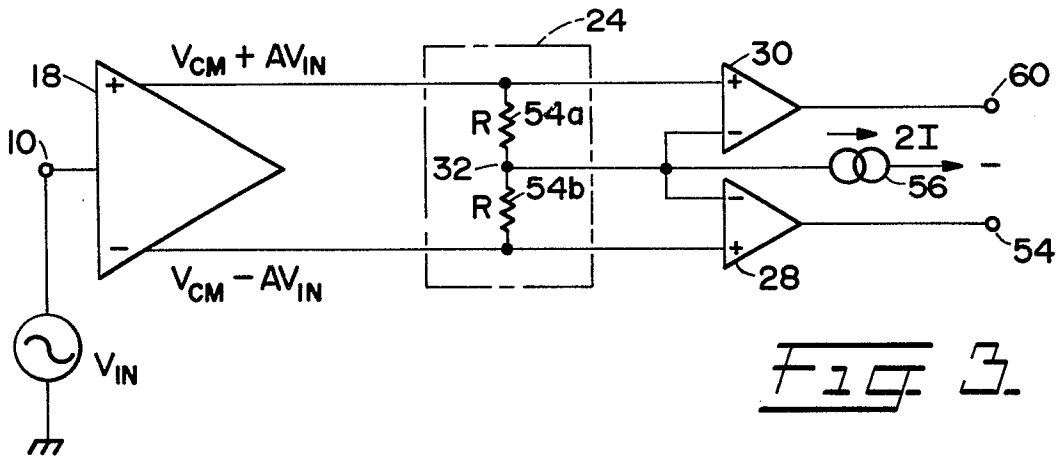 24
V_CM + AV_IN
30
18
+
+
60
R
54a
10
−
2I
32
−
54b
−
56
R
−
+
54
V_CM − AV_IN
28
V_IN
Fig 3.